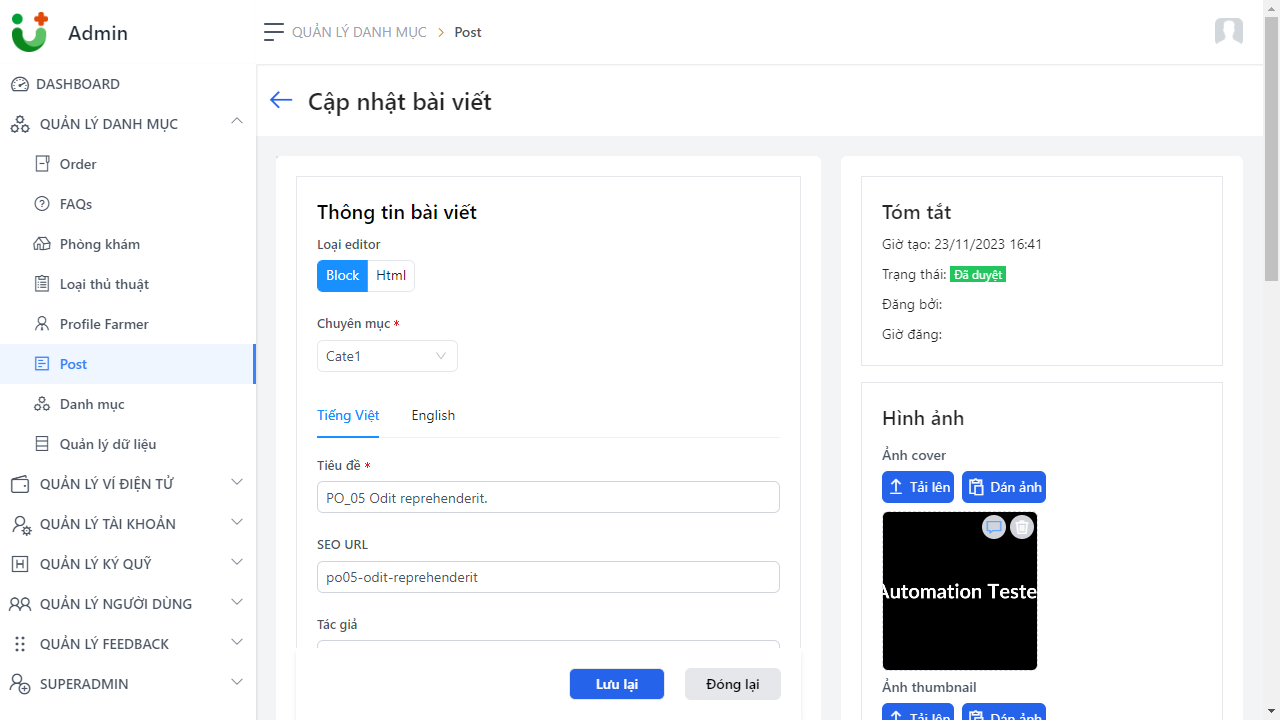 Admin
DASHBOARD
QUẢN LÝ DANH MỤC
Order
FAQs
Phòng khám
Loại thủ thuật
Profile Farmer
Post
Danh mục
Quản lý dữ liệu
QUẢN LÝ VÍ ĐIỆN TỬ
QUẢN LÝ TÀI KHOẢN
QUẢN LÝ KÝ QUỸ
QUẢN LÝ NGƯỜI DÙNG
QUẢN LÝ FEEDBACK
SUPERADMIN
QUẢN LÝ DANH MỤC > Post
Cập nhật bài viết
Thông tin bài viết
Loại editor
Block Html
Chuyên mục *
Cate1
Tiếng Việt English
Tiêu đề *
PO_05 Odit reprehenderit.
SEO URL
po05-odit-reprehenderit
Tác giả
Lưu lại Đóng lại
Tóm tắt
Giờ tạo: 23/11/2023 16:41
Trạng thái: Đã duyệt
Đăng bởi:
Giờ đăng:
Hình ảnh
Ảnh cover
Tải lên Dán ảnh
Automation Teste
Ảnh thumbnail
Tải lên Dán ảnh